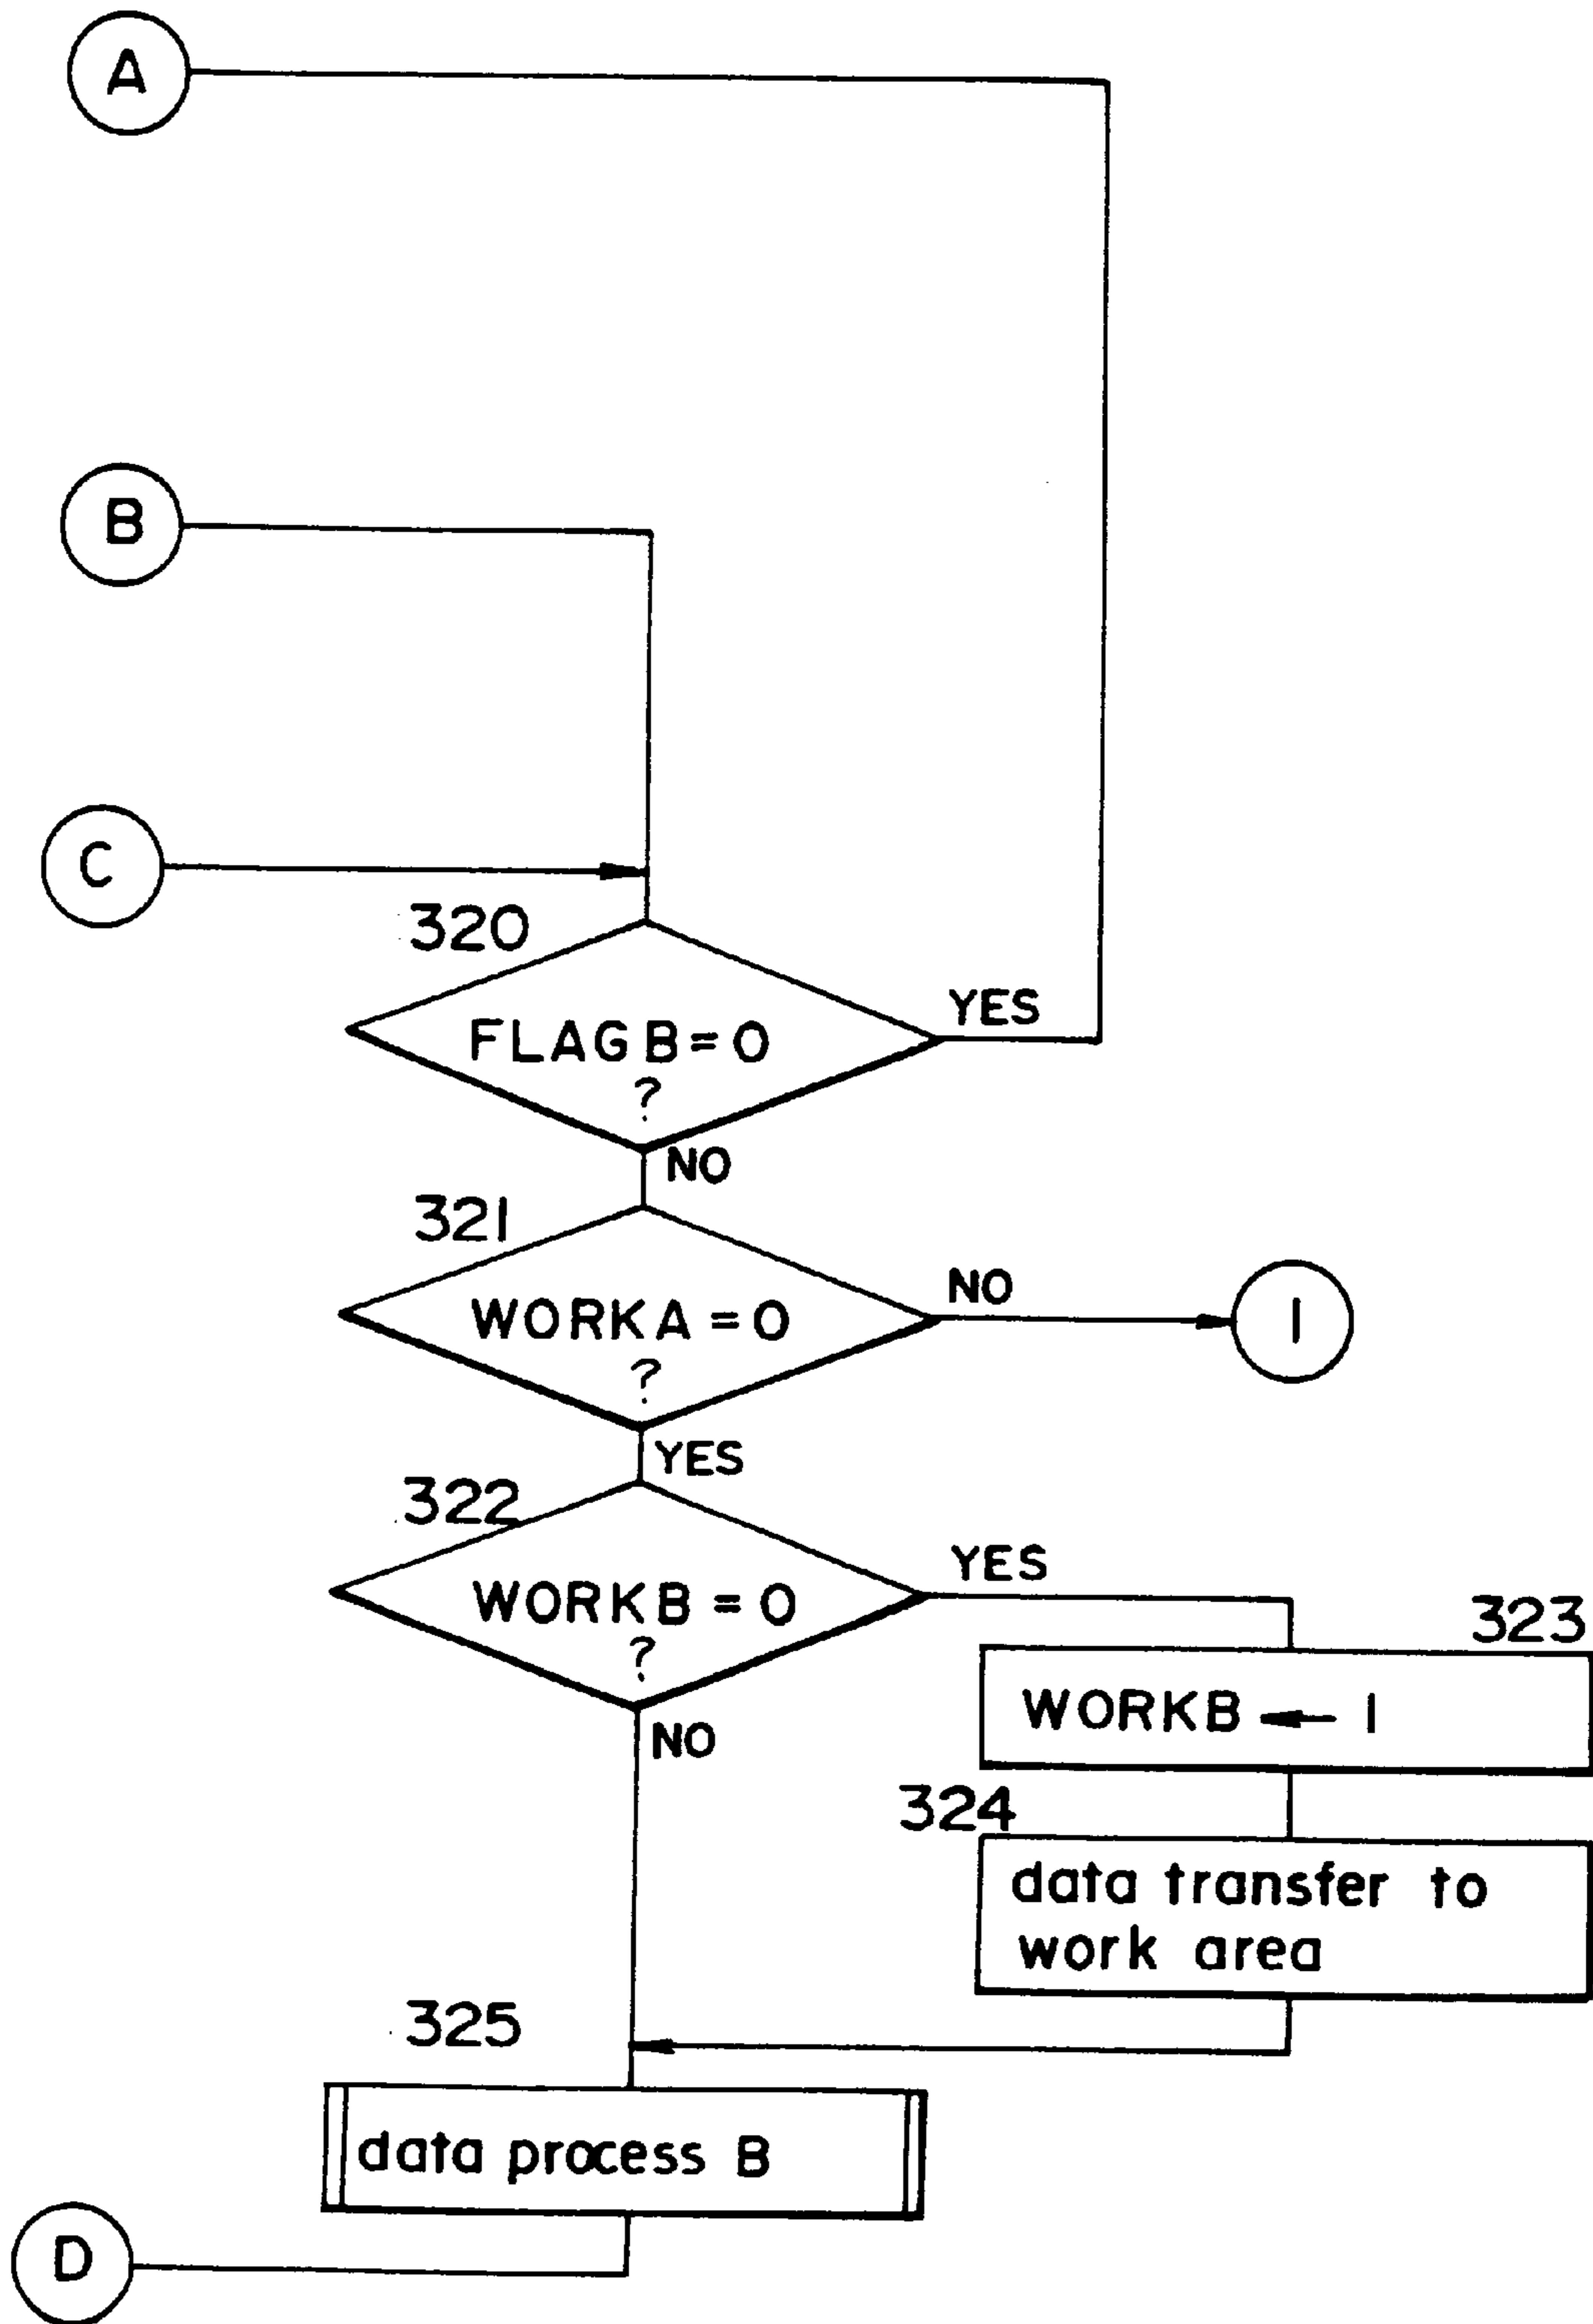 A
B
C
320
FLAG B = 0
?
YES
NO
321
WORK A = 0
?
NO
1
YES
322
WORK B = 0
?
YES
NO
323
WORKB ← 1
324
data transfer to
work area
325
data process B
D